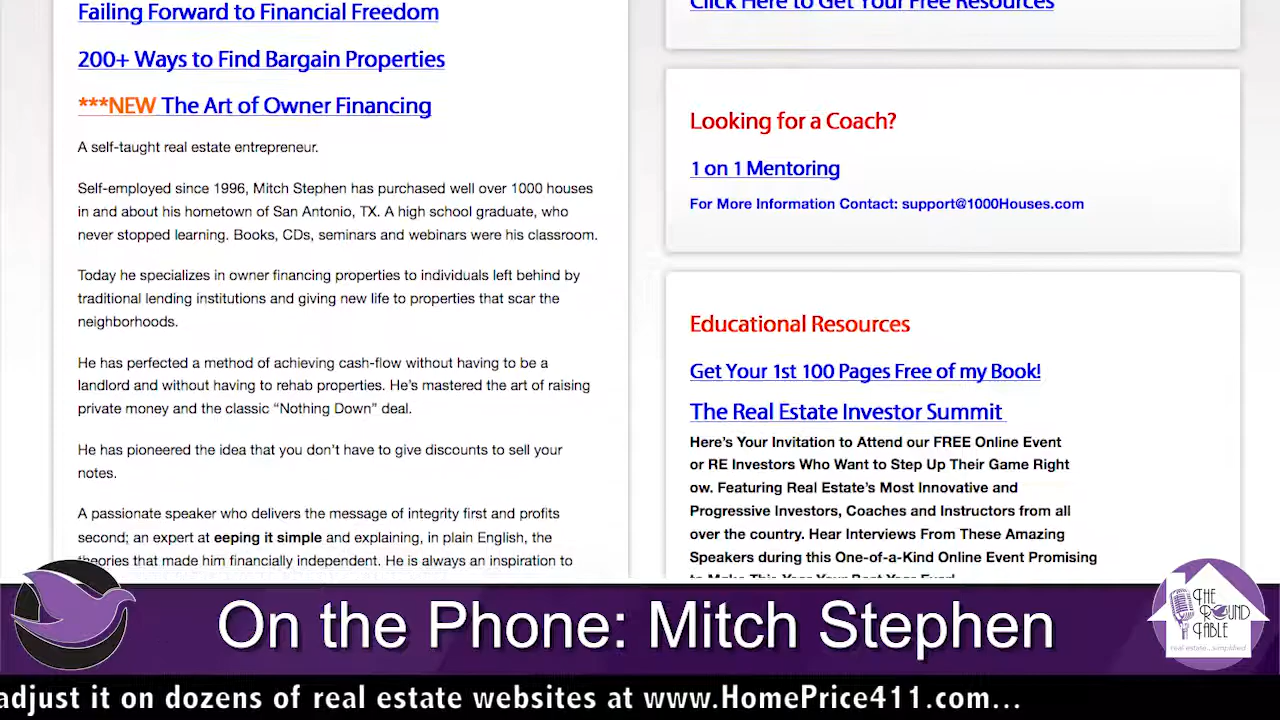 Failing Forward to Financial Freedom
200+ Ways to Find Bargain Properties
***NEW The Art of Owner Financing
A self-taught real estate entrepreneur.
Self-employed since 1996, Mitch Stephen has purchased well over 1000 houses
in and about his hometown of San Antonio, TX. A high school graduate, who
never stopped learning. Books, CDs, seminars and webinars were his classroom.
Today he specializes in owner financing properties to individuals left behind by
traditional lending institutions and giving new life to properties that scar the
neighborhoods.
He has perfected a method of achieving cash-flow without having to be a
landlord and without having to rehab properties. He's mastered the art of raising
private money and the classic “Nothing Down” deal.
He has pioneered the idea that you don't have to give discounts to sell your
notes.
A passionate speaker who delivers the message of integrity first and profits
second; an expert at eeping it simple and explaining, in plain English, the
theories that made him financially independent. He is always an inspiration to
Click Here to Get Your Free Resources
Looking for a Coach?
1 on 1 Mentoring
For More Information Contact: support@1000Houses.com
Educational Resources
Get Your 1st 100 Pages Free of my Book!
The Real Estate Investor Summit
Here's Your Invitation to Attend our FREE Online Event
or RE Investors Who Want to Step Up Their Game Right
ow. Featuring Real Estate's Most Innovative and
Progressive Investors, Coaches and Instructors from all
over the country. Hear Interviews From These Amazing
Speakers during this One-of-a-Kind Online Event Promising
to Make This Year Your Best Year Ever!
On the Phone: Mitch Stephen
THE
ROUND
TABLE
real estate...simplified
adjust it on dozens of real estate websites at www.HomePrice411.com...